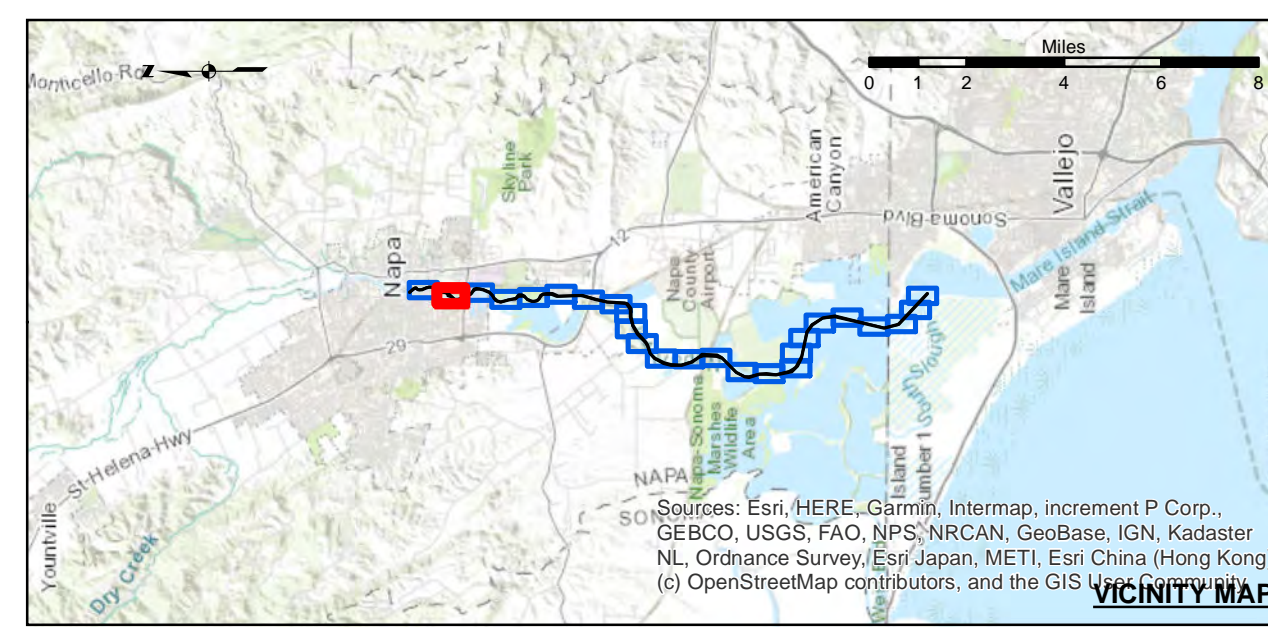 Miles
0 1 2 4 6 8
Monticello Rd
Z
Skyline
Park
American
Canyon
Vallejo
Sonoma Blvd
Napa
12
Napa
County
Airport
Mare Island Strait
Mare
Island
29
South Slough
Napa-Sonoma
Marshes
Wildlife
Area
St Helena Hwy
NAPA
Island
Number 1
Yountville
Dry Creek
Sources: Esri, HERE, Garmin, Intermap, increment P Corp.,
GEBCO, USGS, FAO, NPS, NRCAN, GeoBase, IGN, Kadaster
NL, Ordnance Survey, Esri Japan, METI, Esri China (Hong Kong
(c) OpenStreetMap contributors, and the GIS User Community
VICINITY MAP